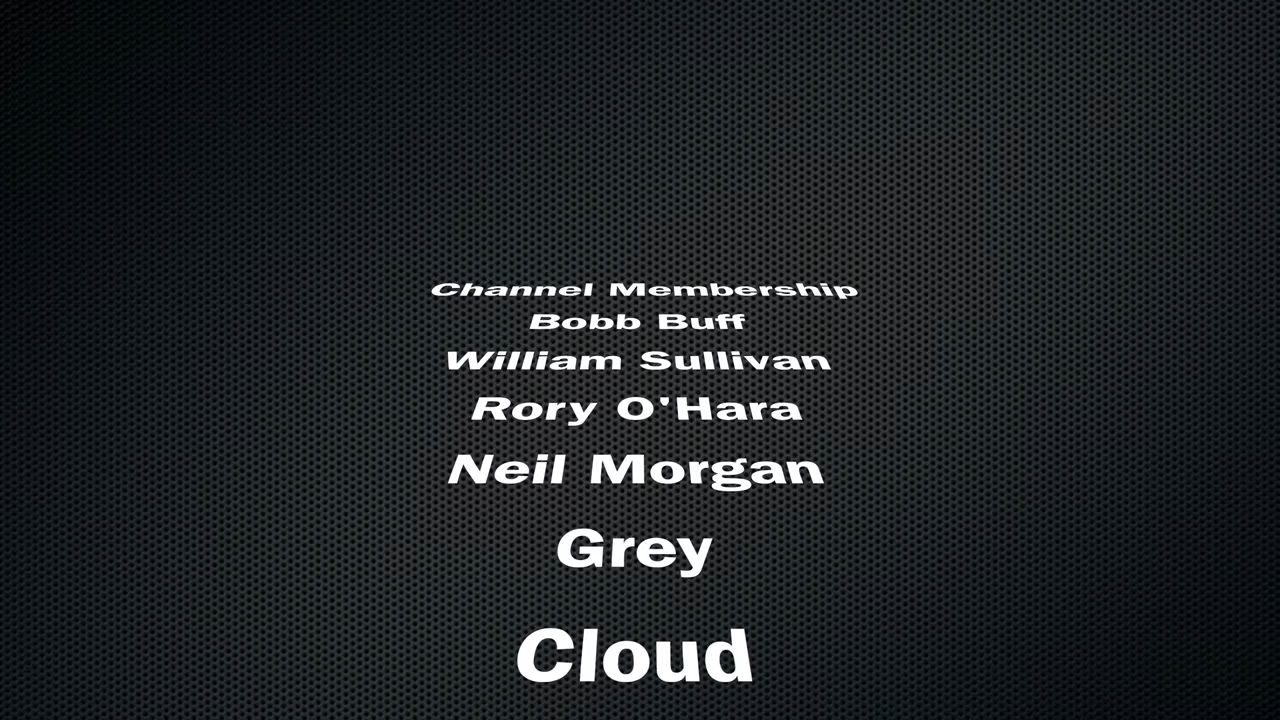 Channel Membership
Bobb Buff
William Sullivan
Rory O'Hara
Neil Morgan
Grey
Cloud